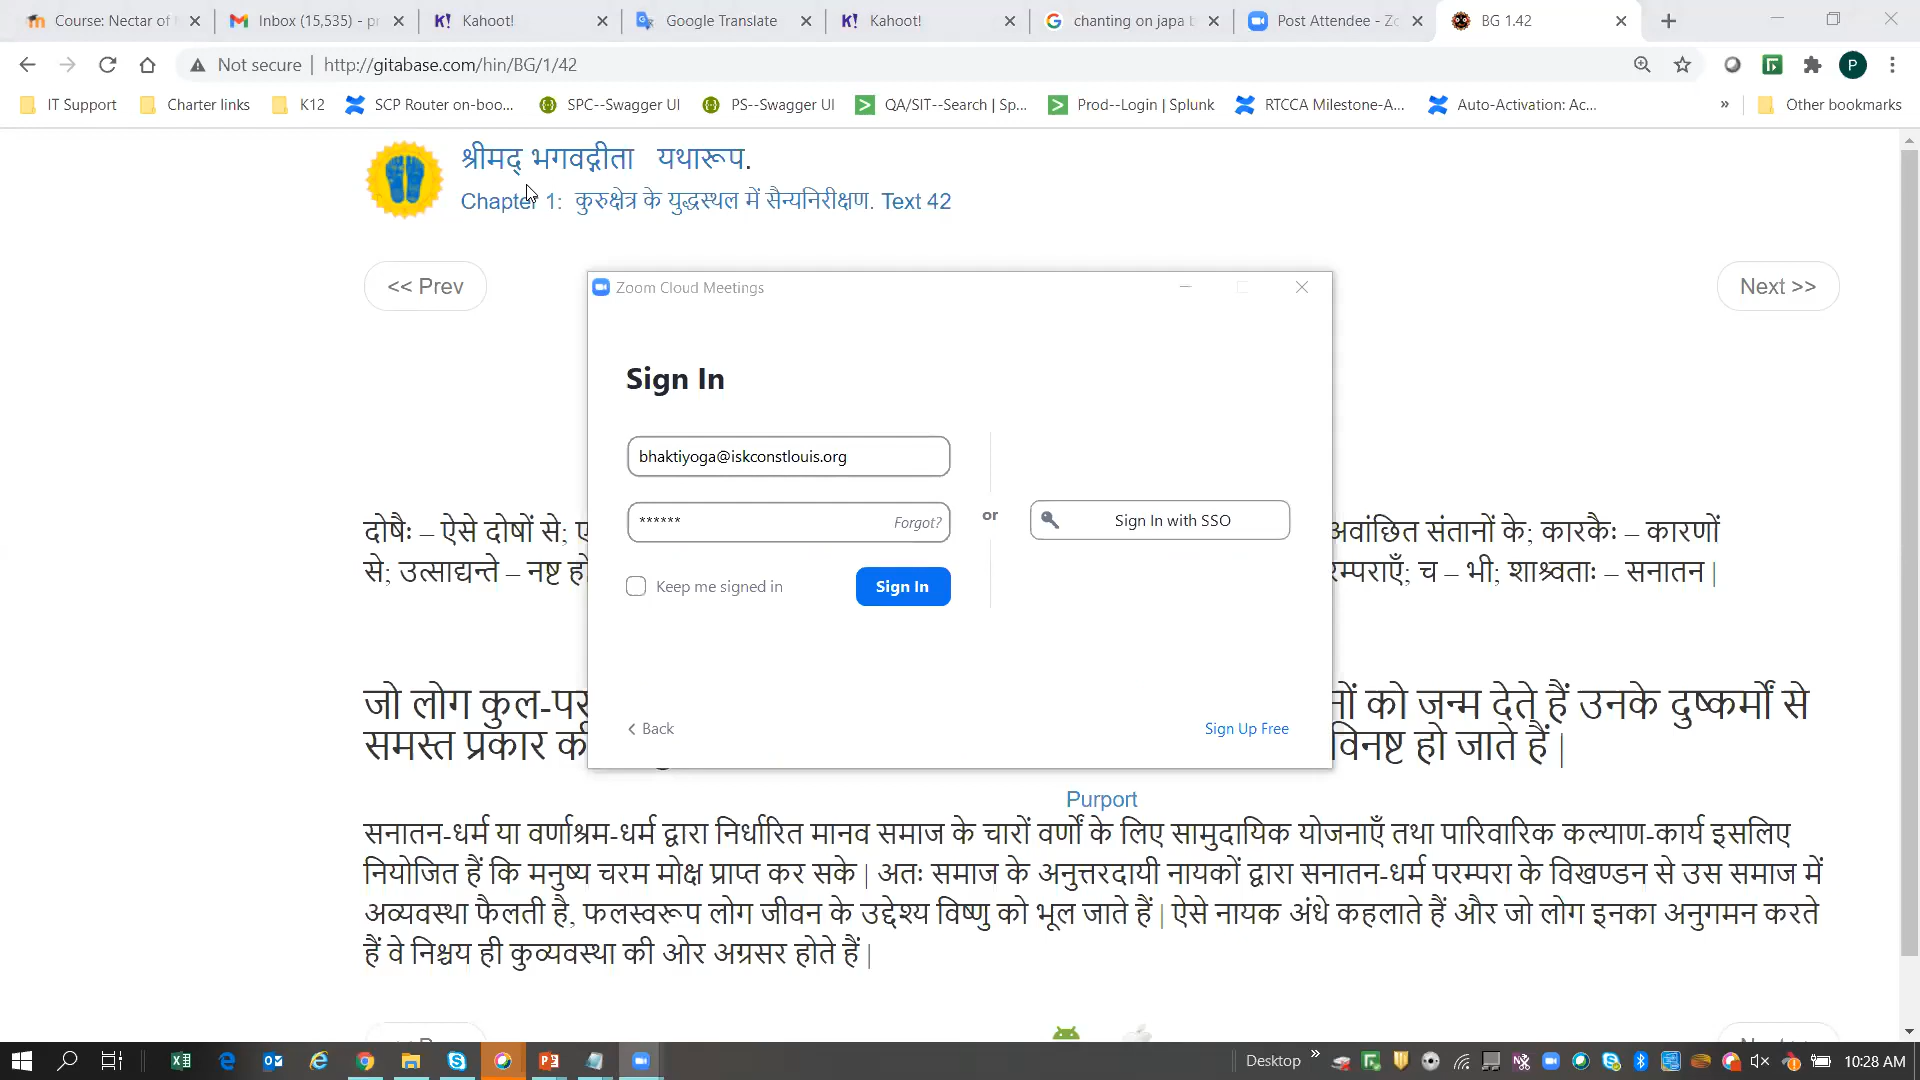 Course: Nectar of
Inbox (15,535) - p
Kahoot!
Google Translate
Kahoot!
chanting on japa
Post Attendee - Zo
BG 1.42
Not secure | http://gitabase.com/hin/BG/1/42
P
IT Support
Charter links
K12
SCP Router on-boo...
SPC--Swagger UI
PS--Swagger UI
QA/SIT--Search | Sp...
Prod--Login | Splunk
RTCCA Milestone-A...
Auto-Activation: Ac...
»
Other bookmarks
श्रीमद् भगवद्गीता यथारूप.
Chapter 1: कुरुक्षेत्र के युद्धस्थल में सैन्यनिरीक्षण. Text 42
<< Prev
Next >>
Zoom Cloud Meetings
Sign In
bhaktiyoga@iskconstlouis.org
****** Forgot?
or
Sign In with SSO
Keep me signed in
Sign In
Back
Sign Up Free
दोषैः – ऐसे दोषों से; अवांछित संतानों के; कारकैः – कारणों
से; उत्साद्यन्ते – नष्ट च – भी; शाश्र्वताः – सनातन |
जो लोग को जन्म देते हैं उनके दुष्कर्मों से
समस्त प्रकार विनष्ट हो जाते हैं |
Purport
सनातन-धर्म या वर्णाश्रम-धर्म द्वारा निर्धारित मानव समाज के चारों वर्णों के लिए सामुदायिक योजनाएँ तथा पारिवारिक कल्याण-कार्य इसलिए
नियोजित हैं कि मनुष्य चरम मोक्ष प्राप्त कर सके | अतः समाज के अनुत्तरदायी नायकों द्वारा सनातन-धर्म परम्परा के विखण्डन से उस समाज में
अव्यवस्था फैलती है, फलस्वरूप लोग जीवन के उद्देश्य विष्णु को भूल जाते हैं | ऐसे नायक अंधे कहलाते हैं और जो लोग इनका अनुगमन करते
हैं वे निश्चय ही कुव्यवस्था की ओर अग्रसर होते हैं |
Desktop »
10:28 AM